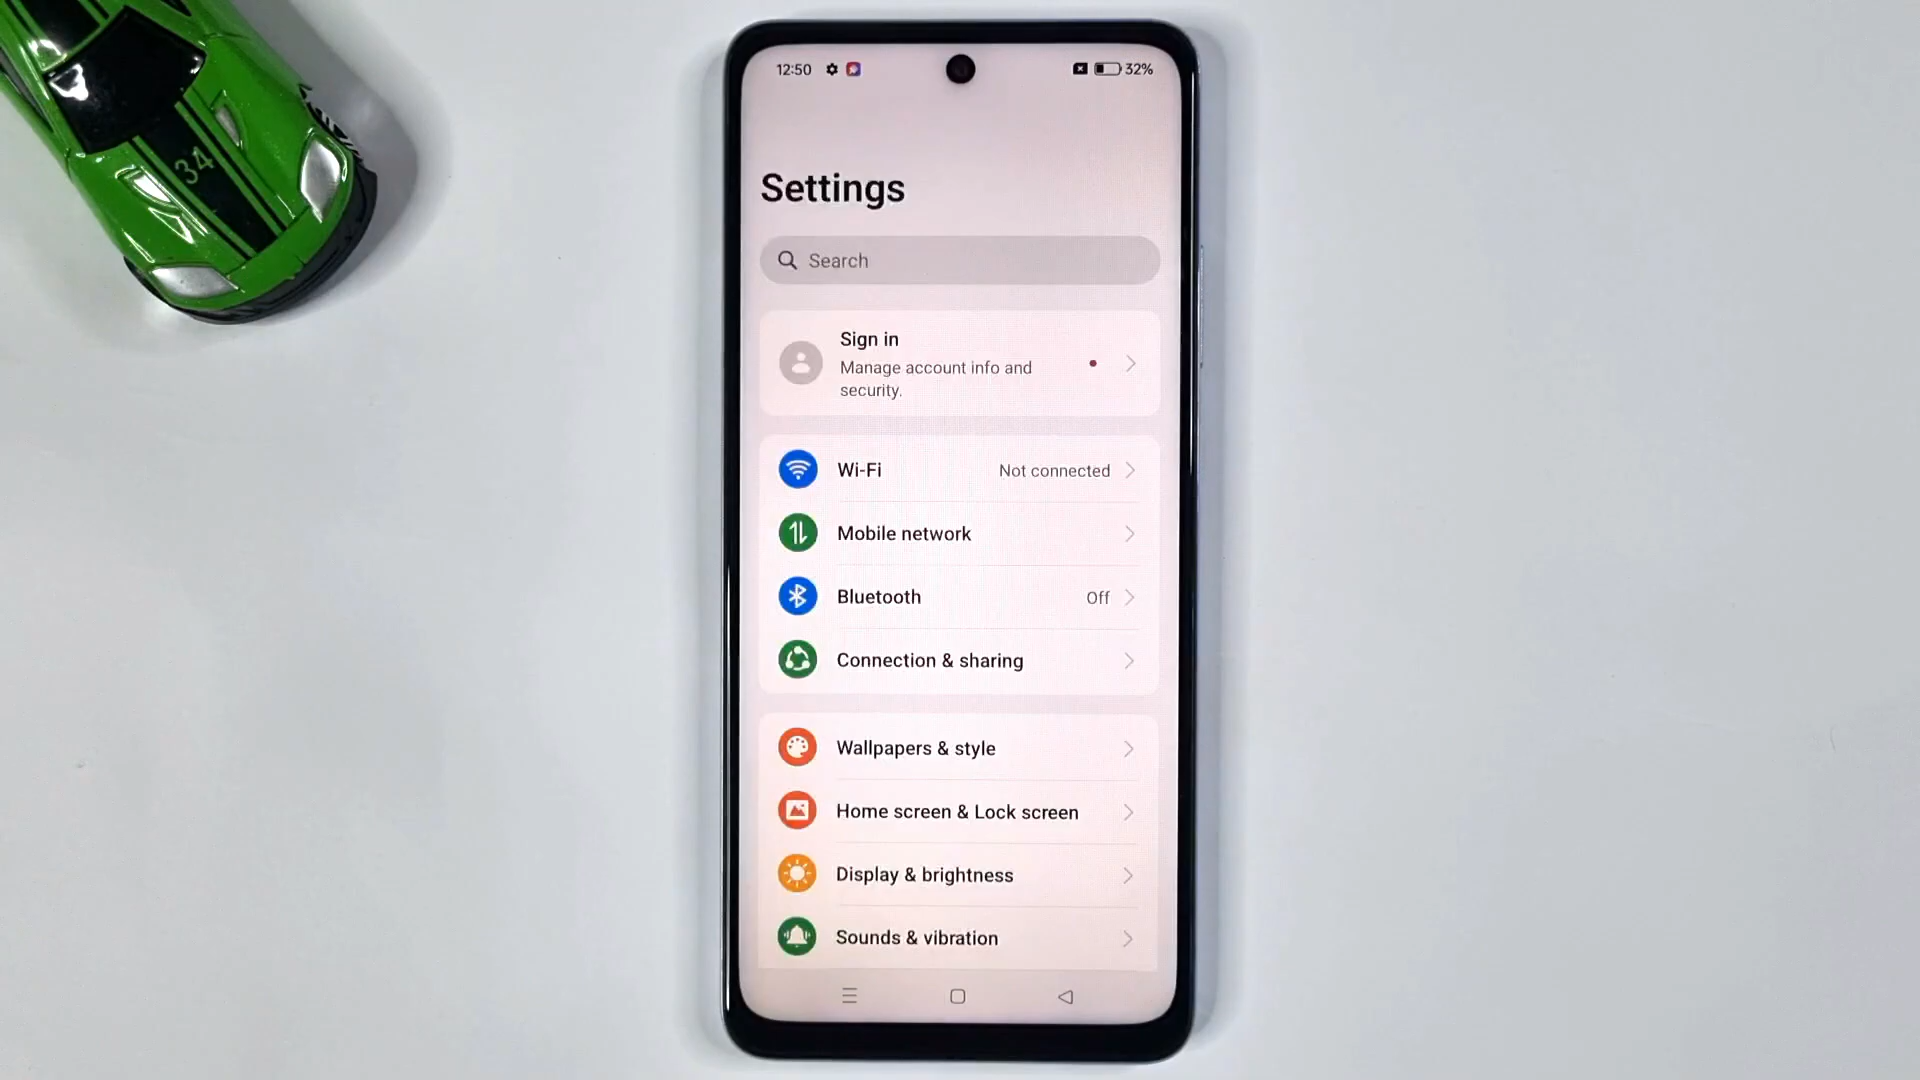 34
12:50 32%
Settings
Search
Sign in
Manage account info and
security.
Wi-Fi Not connected
Mobile network
Bluetooth Off
Connection & sharing
Wallpapers & style
Home screen & Lock screen
Display & brightness
Sounds & vibration